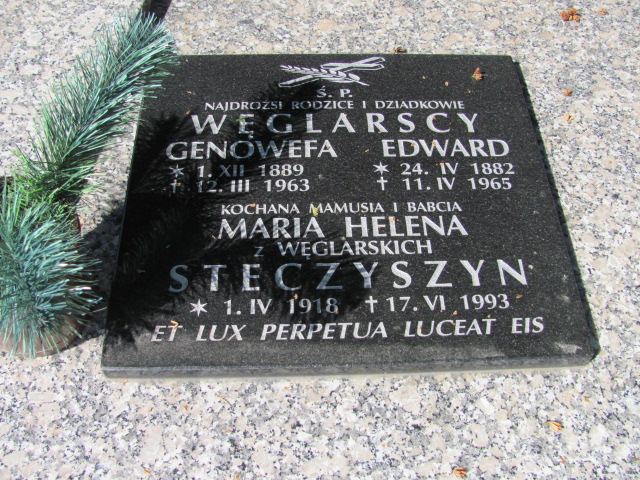 Ś. P.
NAJDROŻSI RODZICE I DZIADKOWIE
WĘGLARSCY
GENOWEFA EDWARD
* 1. XII 1889 * 24. IV 1882
† 12. III 1963 † 11. IV 1965
KOCHANA MAMUSIA I BABCIA
MARIA HELENA
Z WĘGLARSKICH
STECZYSZYN
* 1. IV 1918 † 17. VI 1993
ET LUX PERPETUA LUCEAT EIS